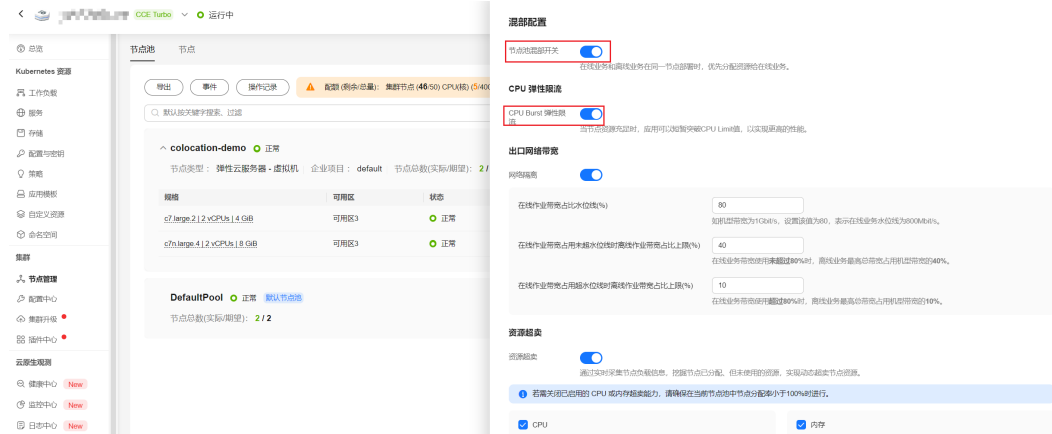 CCE Turbo 运行中
总览
Kubernetes 资源
工作负载
服务
存储
配置与密钥
策略
应用模板
自定义资源
命名空间
集群
节点管理
配置中心
集群升级
插件中心
云原生观测
健康中心 New
监控中心 New
日志中心 New
节点池 节点
导出 事件 操作记录 配额 (剩余/总量): 集群节点 (46/50) CPU(核) (5/400
默认按关键字搜索、过滤
colocation-demo 正常
节点类型： 弹性云服务器 - 虚拟机 企业项目： default 节点总数(实际/期望)： 2 /
规格 可用区 状态
c7.large.2 | 2 vCPUs | 4 GiB 可用区3 正常
c7n.large.4 | 2 vCPUs | 8 GiB 可用区3 正常
DefaultPool 正常 默认节点池
节点总数(实际/期望)： 2 / 2
混部配置
节点池混部开关
在线业务和离线业务在同一节点部署时，优先分配资源给在线业务。
CPU 弹性限流
CPU Burst 弹性限
流
当节点资源充足时，应用可以短暂突破CPU Limit值，以实现更高的性能。
出口网络带宽
网络隔离
在线作业带宽占比水位线(%) 80
如机型带宽为1Gbit/s，设置该值为80，表示在线业务水位线为800Mbit/s。
在线作业带宽占用未超水位线时离线作业带宽占比上限(%) 40
在线业务带宽使用未超过80%时，离线业务最高总带宽占用机型带宽的40%。
在线作业带宽占用超水位线时离线作业带宽占比上限(%) 10
在线业务带宽使用超过80%时，离线业务最高总带宽占用机型带宽的10%。
资源超卖
资源超卖
通过实时采集节点负载信息，挖掘节点已分配，但未使用的资源，实现动态超卖节点资源。
若需关闭已启用的 CPU 或内存超卖能力，请确保在当前节点池中节点分配率小于100%时进行。
CPU 内存